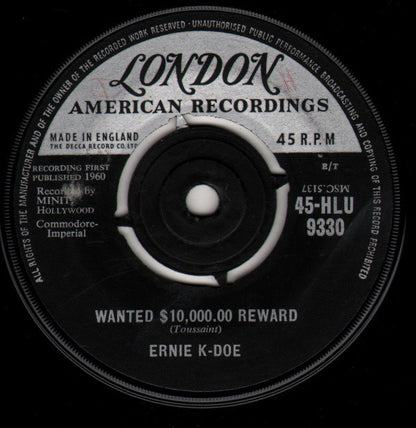 ALL RIGHTS OF THE MANUFACTURER AND OF THE OWNER OF THE RECORDED WORK RESERVED · UNAUTHORISED PUBLIC PERFORMANCE BROADCASTING AND COPYING OF THIS RECORD PROHIBITED
LONDON
AMERICAN RECORDINGS
MADE IN ENGLAND
THE DECCA RECORD CO. LTD
45 R.P.M
RECORDING FIRST
PUBLISHED 1960
Recorded by
MINIT,
HOLLYWOOD
Commodore-
Imperial
R/T
MSC.5137
45-HLU
9330
WANTED $10,000.00 REWARD
(Toussaint)
ERNIE K-DOE